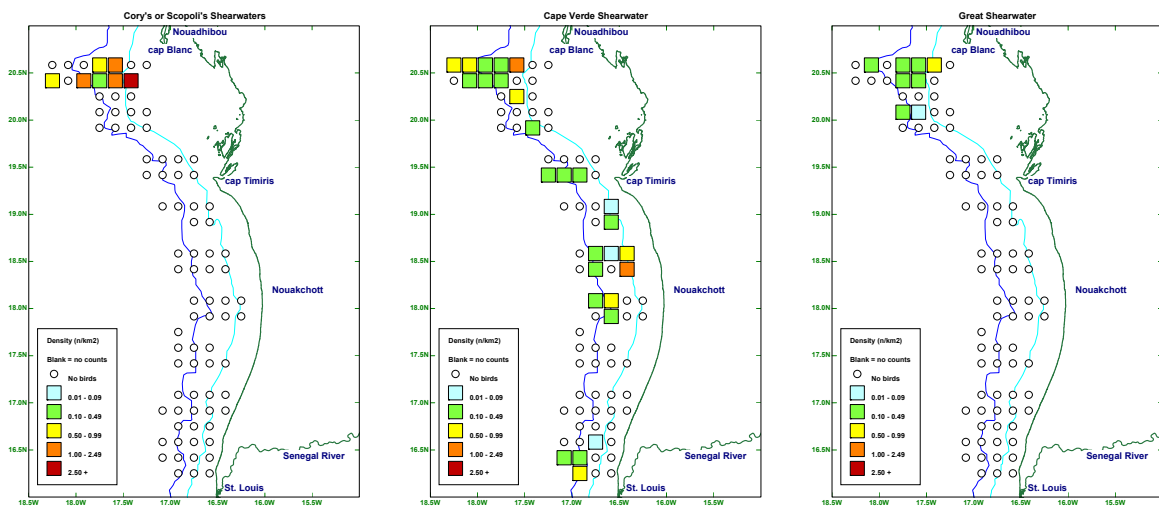 Cory's or Scopoli's Shearwaters
Nouadhibou
cap Blanc
cap Timiris
Nouakchott
Senegal River
St. Louis
21.0N
20.5N
20.0N
19.5N
19.0N
18.5N
18.0N
17.5N
17.0N
16.5N
18.5W
18.0W
17.5W
17.0W
16.5W
16.0W
15.5W
Density (n/km2)
Blank = no counts
No birds
0.01 - 0.09
0.10 - 0.49
0.50 - 0.99
1.00 - 2.49
2.50 +
Cape Verde Shearwater
Nouadhibou
cap Blanc
cap Timiris
Nouakchott
Senegal River
St. Louis
21.0N
20.5N
20.0N
19.5N
19.0N
18.5N
18.0N
17.5N
17.0N
16.5N
18.5W
18.0W
17.5W
17.0W
16.5W
16.0W
15.5W
Density (n/km2)
Blank = no counts
No birds
0.01 - 0.09
0.10 - 0.49
0.50 - 0.99
1.00 - 2.49
2.50 +
Great Shearwater
Nouadhibou
cap Blanc
cap Timiris
Nouakchott
Senegal River
St. Louis
21.0N
20.5N
20.0N
19.5N
19.0N
18.5N
18.0N
17.5N
17.0N
16.5N
18.5W
18.0W
17.5W
17.0W
16.5W
16.0W
15.5W
Density (n/km2)
Blank = no counts
No birds
0.01 - 0.09
0.10 - 0.49
0.50 - 0.99
1.00 - 2.49
2.50 +